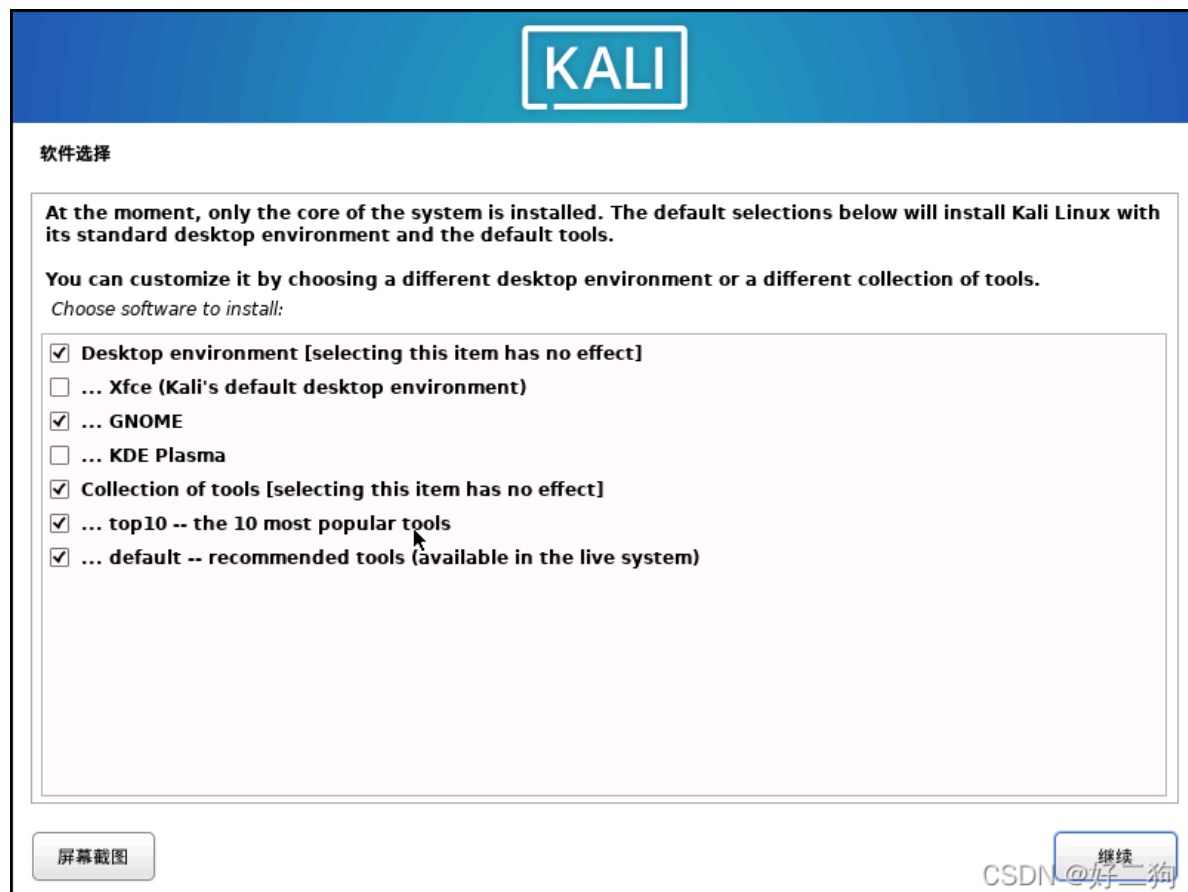 KALI
软件选择
At the moment, only the core of the system is installed. The default selections below will install Kali Linux with
its standard desktop environment and the default tools.
You can customize it by choosing a different desktop environment or a different collection of tools.
Choose software to install:
Desktop environment [selecting this item has no effect]
... Xfce (Kali's default desktop environment)
... GNOME
... KDE Plasma
Collection of tools [selecting this item has no effect]
... top10 -- the 10 most popular tools
... default -- recommended tools (available in the live system)
屏幕截图
继续
CSDN @好二狗